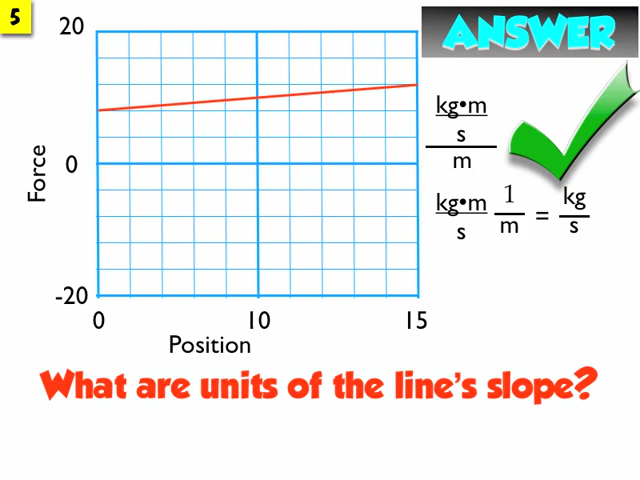 5
ANSWER
20
0
-20
Force
0 10 15
Position
kg•m
s
m
kg•m 1 kg
s m = s
What are units of the line's slope?